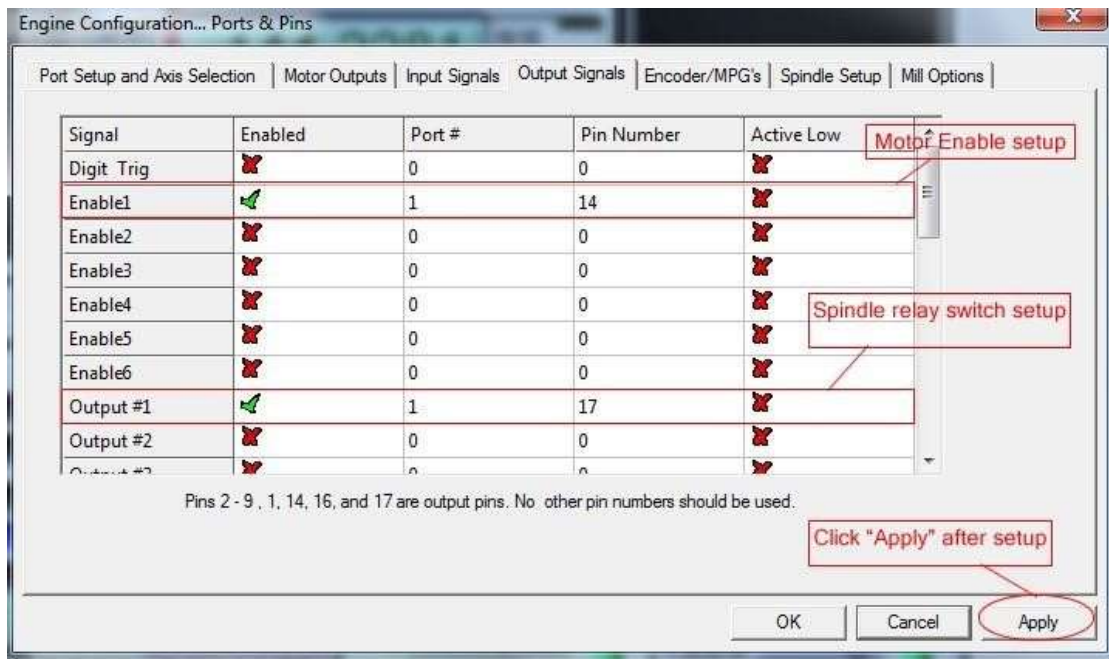 Engine Configuration... Ports & Pins
X
Port Setup and Axis Selection Motor Outputs Input Signals Output Signals Encoder/MPG's Spindle Setup Mill Options
Signal Enabled Port # Pin Number Active Low
Motor Enable setup
Digit Trig 0 0
Enable1 1 14
Enable2 0 0
Enable3 0 0
Enable4 0 0
Spindle relay switch setup
Enable5 0 0
Enable6 0 0
Output #1 1 17
Output #2 0 0
Pins 2 - 9 , 1, 14, 16, and 17 are output pins. No other pin numbers should be used.
Click “Apply” after setup
OK Cancel Apply